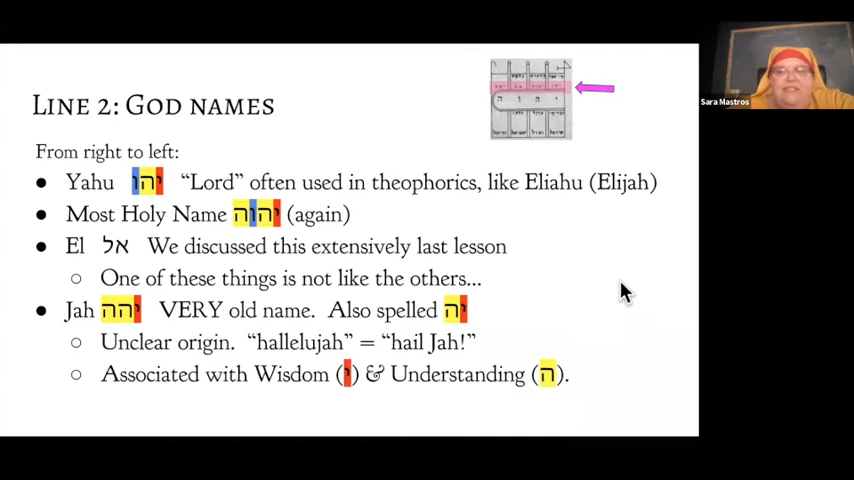 LINE 2: GOD NAMES
From right to left:
● Yahu יהו “Lord” often used in theophorics, like Eliahu (Elijah)
● Most Holy Name יהוה (again)
● El אל We discussed this extensively last lesson
○ One of these things is not like the others...
● Jah יהה VERY old name. Also spelled יה
○ Unclear origin. “hallelujah” = “hail Jah!”
○ Associated with Wisdom (י) & Understanding (ה).
Sara Mastros